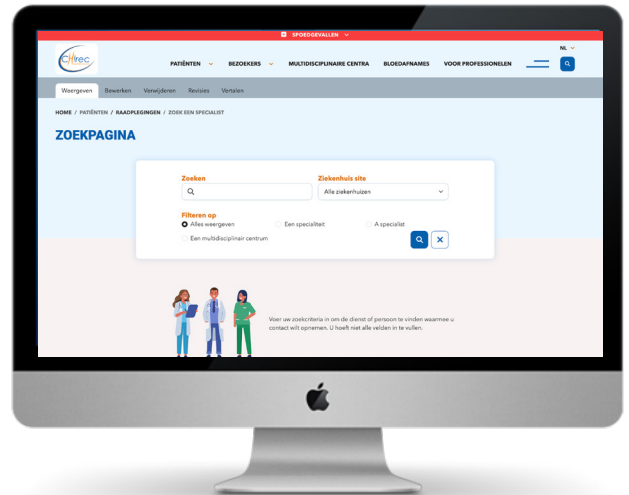 SPOEDGEVALLEN
NL
CHirec
PATIËNTEN BEZOEKERS MULTIDISCIPLINAIRE CENTRA BLOEDAFNAMES VOOR PROFESSIONELEN
Weergeven Bewerken Verwijderen Revisies Vertalen
HOME / PATIËNTEN / RAADPLEGINGEN / ZOEK EEN SPECIALIST
ZOEKPAGINA
Zoeken Ziekenhuis site
Alle ziekenhuizen
Filteren op
Alles weergeven Een specialiteit A specialist
Een multidisciplinair centrum
Voer uw zoekcriteria in om de dienst of persoon te vinden waarmee u
contact wilt opnemen. U hoeft niet alle velden in te vullen.